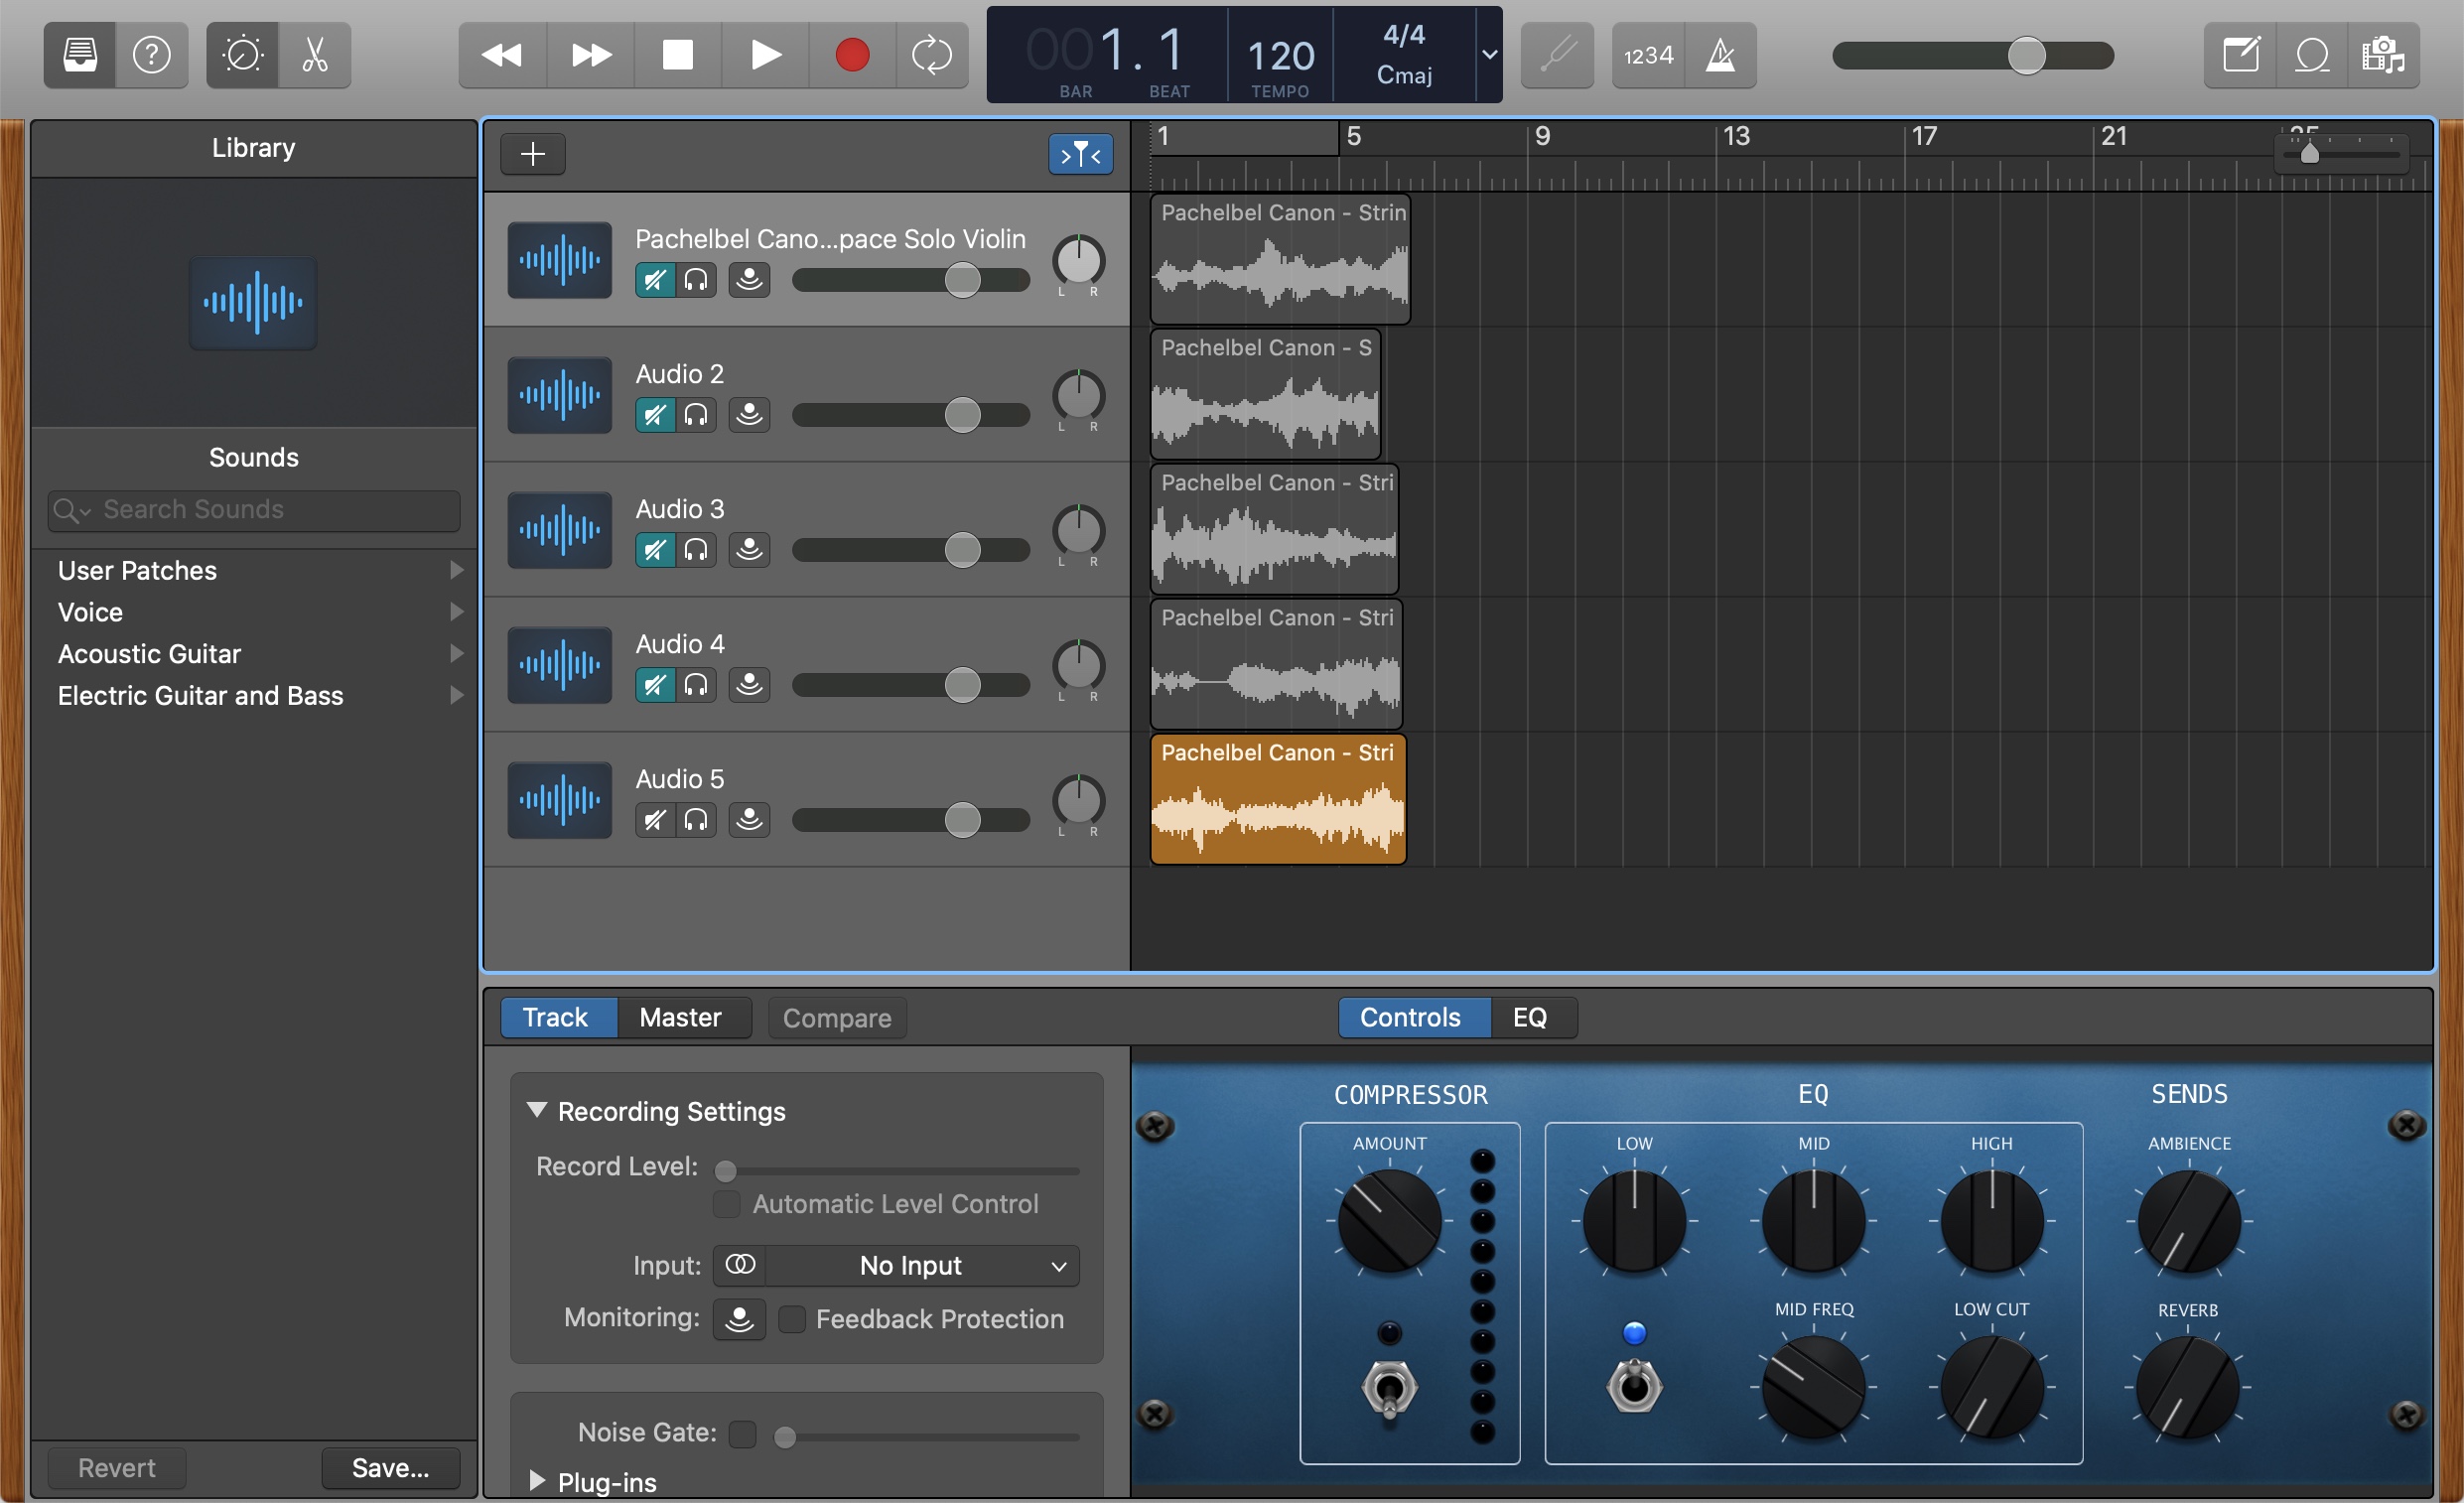 001. 1
BAR BEAT
120
TEMPO
4/4
Cmaj
1234
Library
Sounds
Search Sounds
User Patches
Voice
Acoustic Guitar
Electric Guitar and Bass
Revert
Save...
1 5 9 13 17 21 25
Pachelbel Cano...pace Solo Violin
L R
Pachelbel Canon - Strin
Audio 2
L R
Pachelbel Canon - S
Audio 3
L R
Pachelbel Canon - Stri
Audio 4
L R
Pachelbel Canon - Stri
Audio 5
L R
Pachelbel Canon - Stri
Track
Master
Compare
Controls
EQ
Recording Settings
Record Level:
Automatic Level Control
Input:
No Input
Monitoring:
Feedback Protection
Noise Gate:
Plug-ins
COMPRESSOR
AMOUNT
EQ
LOW
MID
HIGH
MID FREQ
LOW CUT
SENDS
AMBIENCE
REVERB